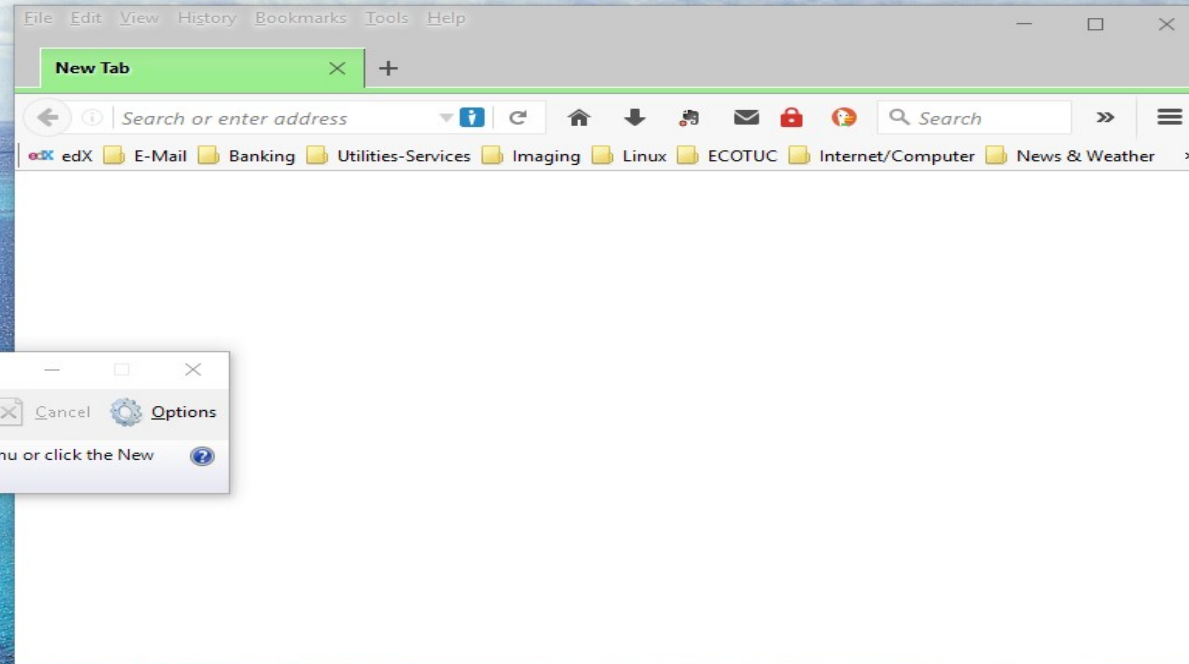 File Edit View History Bookmarks Tools Help
New Tab
Search or enter address Search
edX edX E-Mail Banking Utilities-Services Imaging Linux ECOTUC Internet/Computer News & Weather
Cancel Options
nu or click the New